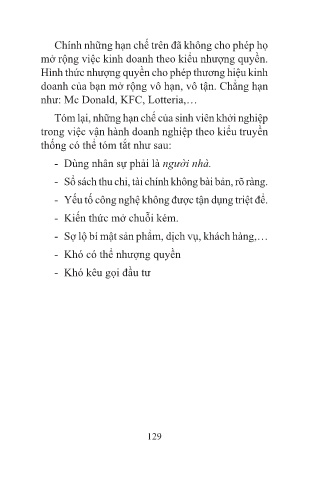 Chính những hạn chế trên đã không cho phép họ
mở rộng việc kinh doanh theo kiểu nhượng quyền.
Hình thức nhượng quyền cho phép thương hiệu kinh
doanh của bạn mở rộng vô hạn, vô tận. Chẳng hạn
như: Mc Donald, KFC, Lotteria,…
Tóm lại, những hạn chế của sinh viên khởi nghiệp
trong việc vận hành doanh nghiệp theo kiểu truyền
thống có thể tóm tắt như sau:
- Dùng nhân sự phải là người nhà.
- Sổ sách thu chi, tài chính không bài bản, rõ ràng.
- Yếu tố công nghệ không được tận dụng triệt để.
- Kiến thức mở chuỗi kém.
- Sợ lộ bí mật sản phẩm, dịch vụ, khách hàng,…
- Khó có thể nhượng quyền
- Khó kêu gọi đầu tư
129